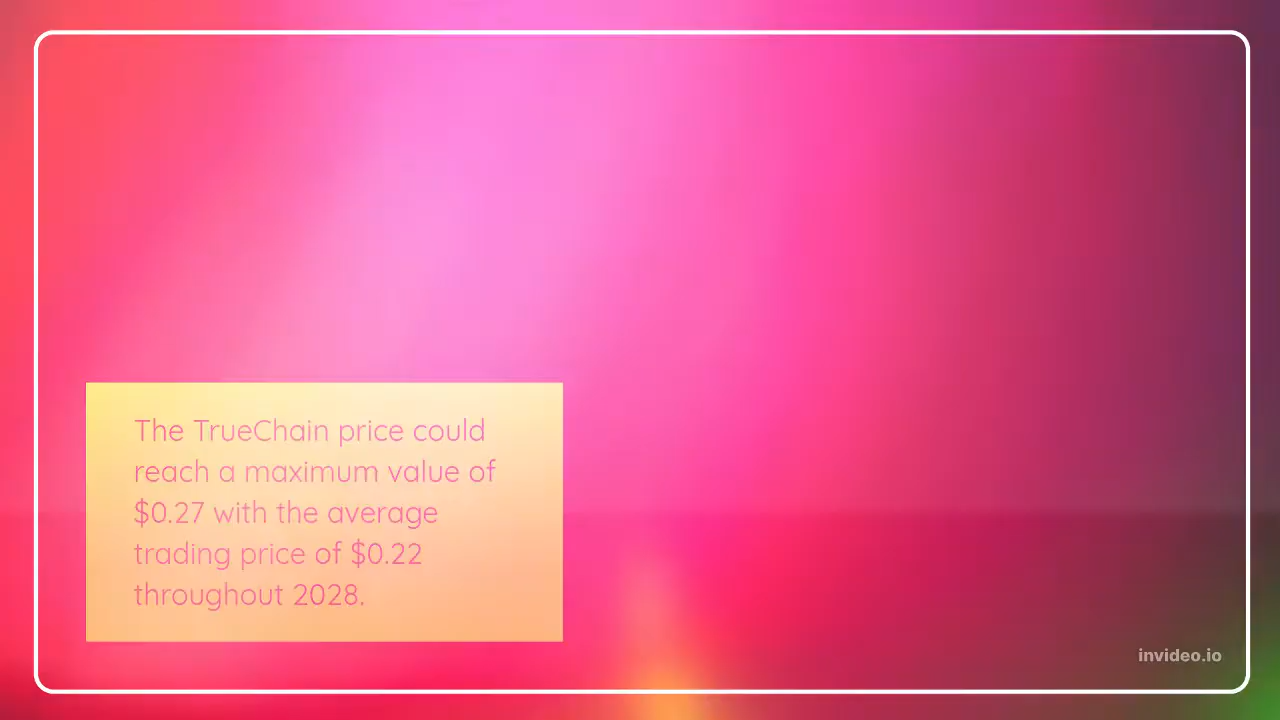 The TrueChain price could
reach a maximum value of
$0.27 with the average
trading price of $0.22
throughout 2028.
invideo.io